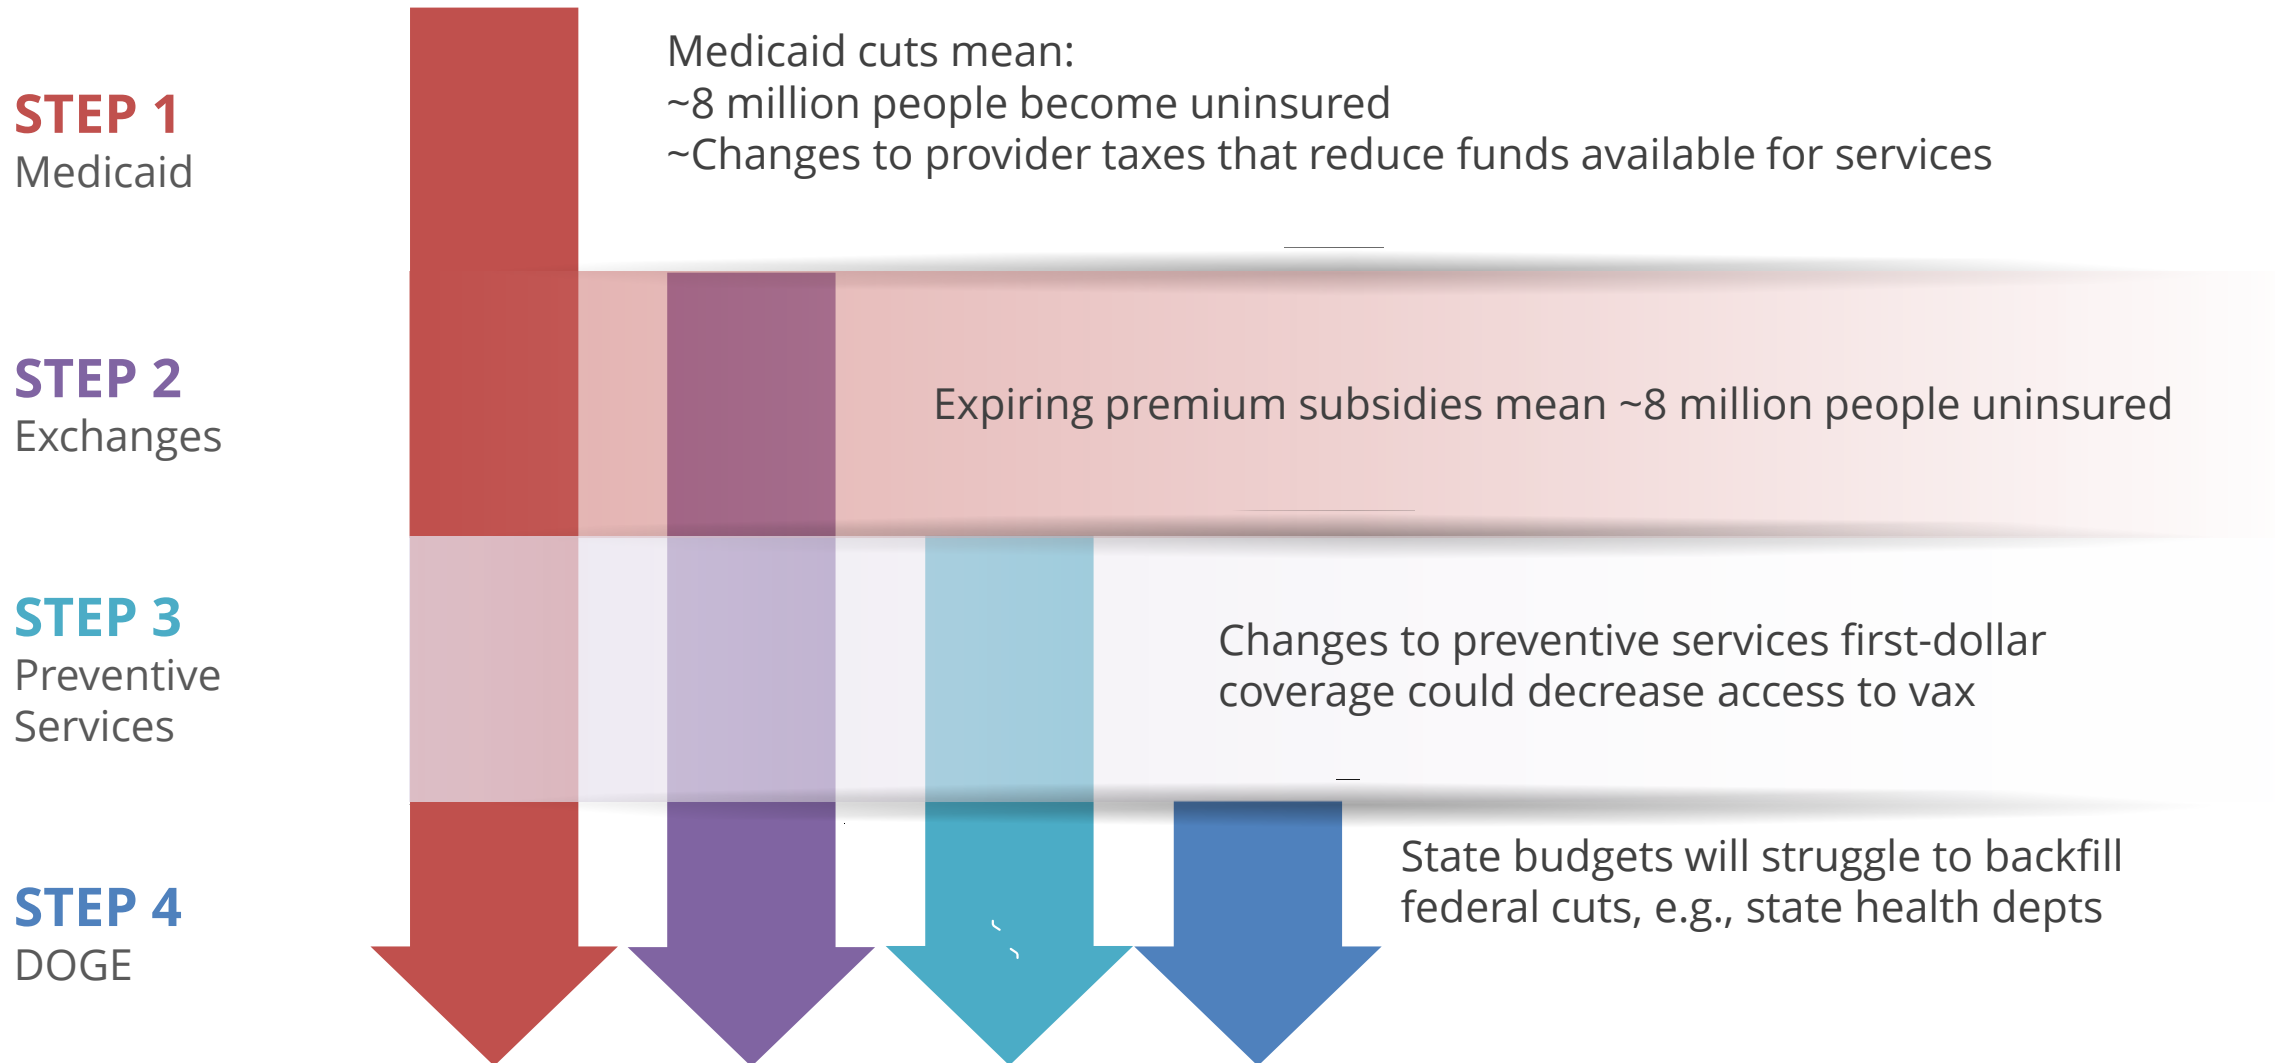 STEP 1
Medicaid
Medicaid cuts mean:
~8 million people become uninsured
~Changes to provider taxes that reduce funds available for services
STEP 2
Exchanges
Expiring premium subsidies mean ~8 million people uninsured
STEP 3
Preventive
Services
Changes to preventive services first-dollar
coverage could decrease access to vax
STEP 4
DOGE
State budgets will struggle to backfill
federal cuts, e.g., state health depts